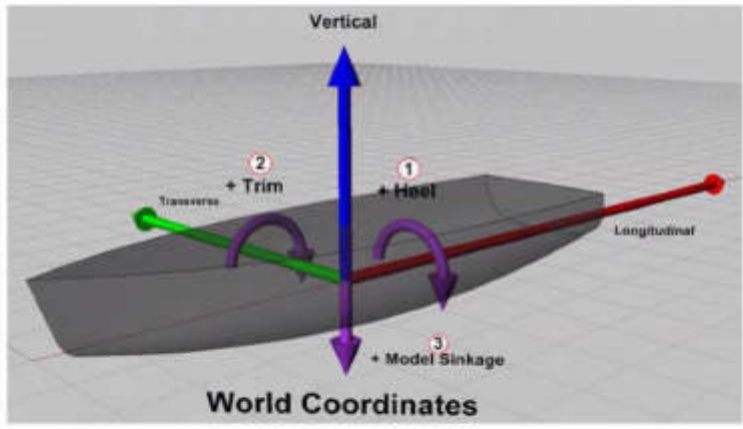 Vertical
2
1
+ Trim
+ Heel
Transverse
Longitudinal
3
+ Model Sinkage
World Coordinates